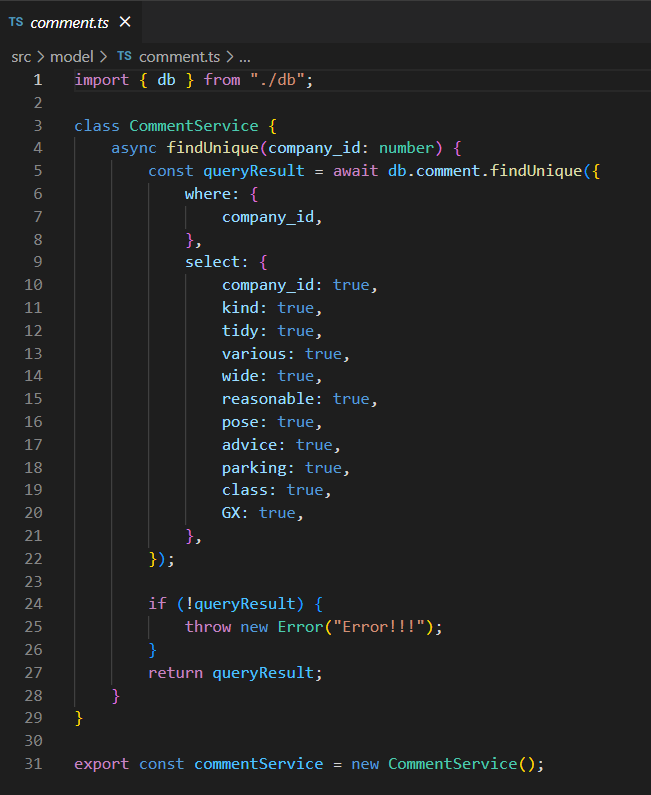 TS comment.ts ×
src > model > TS comment.ts > ...
1 import { db } from "./db";
2
3 class CommentService {
4     async findUnique(company_id: number) {
5         const queryResult = await db.comment.findUnique({
6             where: {
7                 company_id,
8             },
9             select: {
10                 company_id: true,
11                 kind: true,
12                 tidy: true,
13                 various: true,
14                 wide: true,
15                 reasonable: true,
16                 pose: true,
17                 advice: true,
18                 parking: true,
19                 class: true,
20                 GX: true,
21             },
22         });
23
24         if (!queryResult) {
25             throw new Error("Error!!!");
26         }
27         return queryResult;
28     }
29 }
30
31 export const commentService = new CommentService();